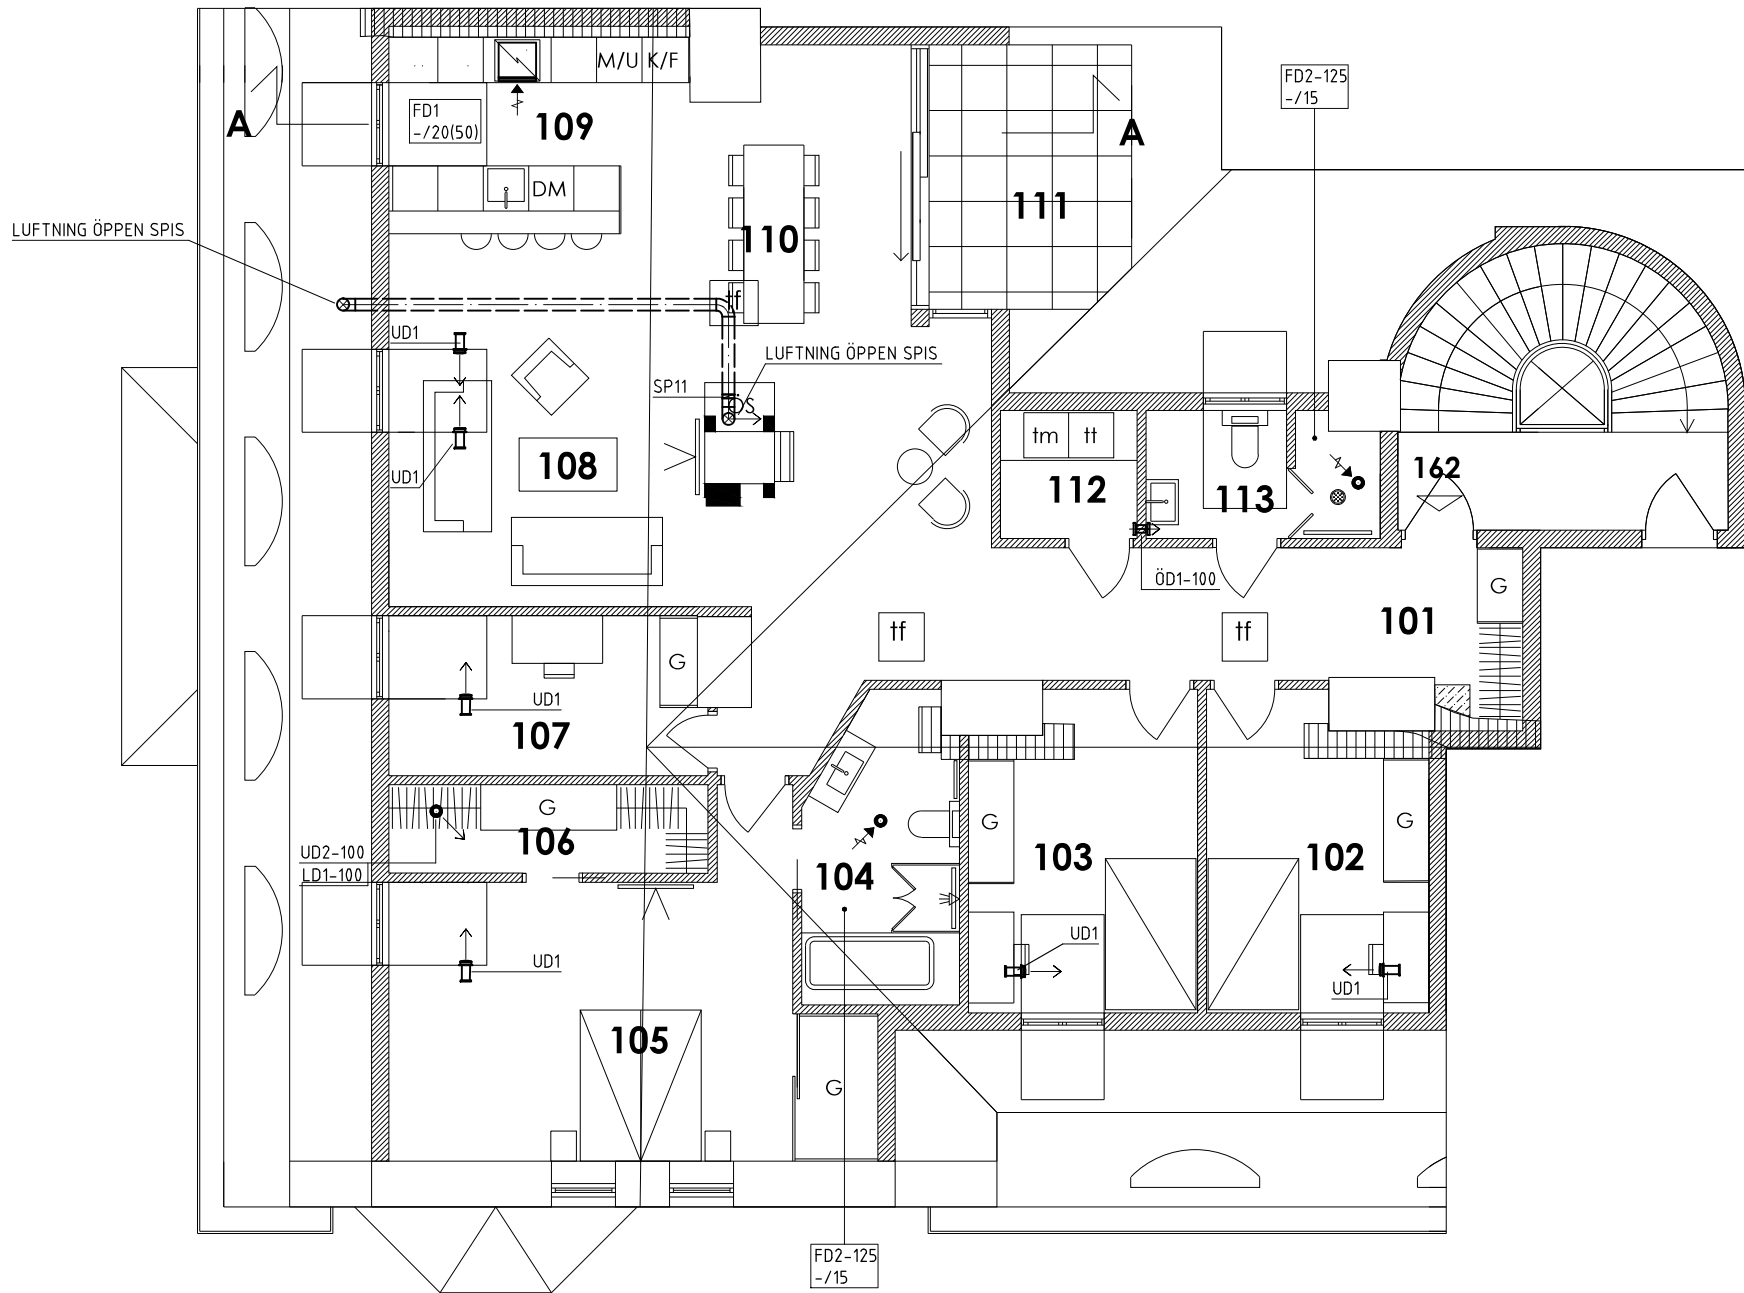 M/U K/F
FD2-125
-/15
FD1
-/20(50)
A
109
A
DM
111
LUFTNING ÖPPEN SPIS
110
tf
UD1
LUFTNING ÖPPEN SPIS
SP11
ÖS
tm
tt
108
162
UD1
112
113
ÖD1-100
G
101
tf
tf
G
UD1
107
G
106
UD2-100
LD1-100
104
G
103
102
G
UD1
UD1
UD1
105
G
FD2-125
-/15